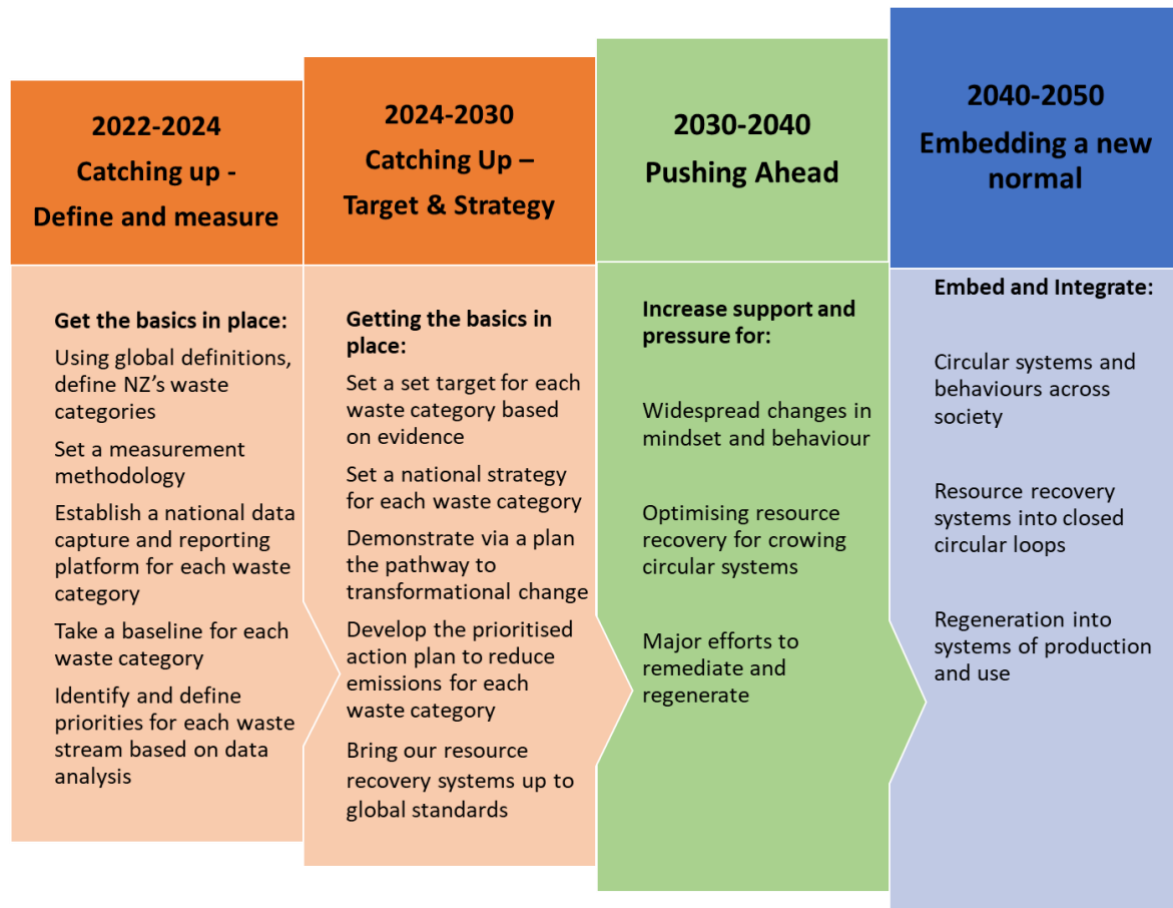 2022-2024
Catching up -
Define and measure
Get the basics in place:
Using global definitions,
define NZ's waste
categories
Set a measurement
methodology
Establish a national data
capture and reporting
platform for each waste
category
Take a baseline for each
waste category
Identify and define
priorities for each waste
stream based on data
analysis
2024-2030
Catching Up –
Target & Strategy
Getting the basics in
place:
Set a set target for each
waste category based
on evidence
Set a national strategy
for each waste category
Demonstrate via a plan
the pathway to
transformational change
Develop the prioritised
action plan to reduce
emissions for each
waste category
Bring our resource
recovery systems up to
global standards
2030-2040
Pushing Ahead
Increase support and
pressure for:
Widespread changes in
mindset and behaviour
Optimising resource
recovery for crowing
circular systems
Major efforts to
remediate and
regenerate
2040-2050
Embedding a new
normal
Embed and Integrate:
Circular systems and
behaviours across
society
Resource recovery
systems into closed
circular loops
Regeneration into
systems of production
and use